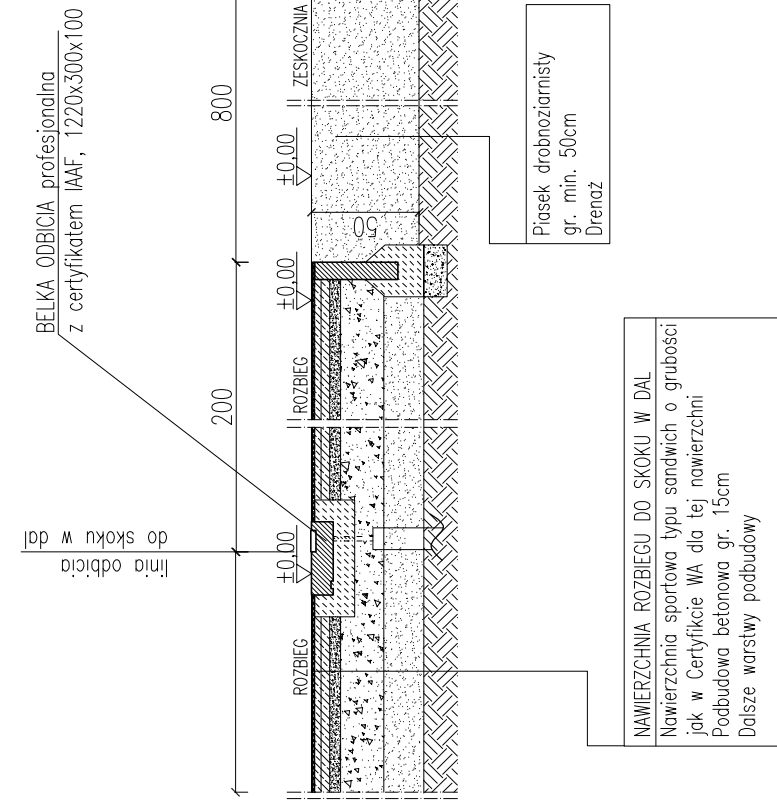 BELKA ODBICIA profesjonalna
z certyfikatem IAAF, 1220x300x100
linia odbicia
do skoku w dal
200
800
ROZBIEG
±0,00
ROZBIEG
±0,00
±0,00
ZESKOCZNIA
50
Piasek drobnoziarnisty
gr. min. 50cm
Drenaż
NAWIERZCHNIA ROZBIEGU DO SKOKU W DAL
Nawierzchnia sportowa typu sandwich o grubości
jak w Certyfikcie WA dla tej nawierzchni
Podbudowa betonowa gr. 15cm
Dalsze warstwy podbudowy